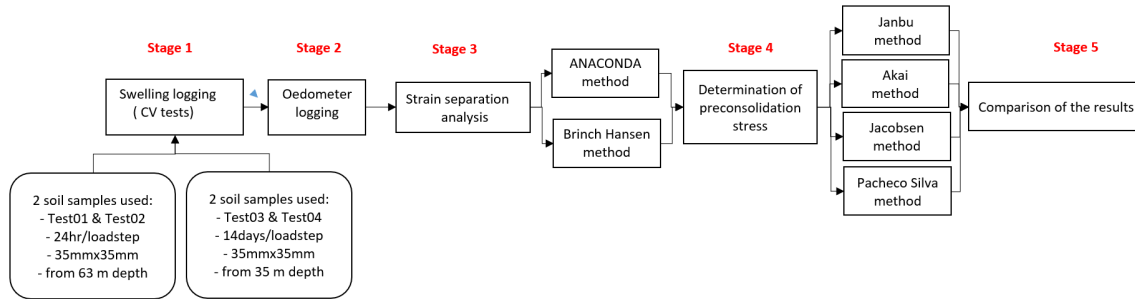 Stage 1
Stage 2
Stage 3
Stage 4
Stage 5
Swelling logging
( CV tests)
Oedometer
logging
Strain separation
analysis
ANACONDA
method
Brinch Hansen
method
Determination of
preconsolidation
stress
Janbu
method
Akai
method
Jacobsen
method
Pacheco Silva
method
Comparison of the results
2 soil samples used:
- Test01 & Test02
- 24hr/loadstep
- 35mmx35mm
- from 63 m depth
2 soil samples used:
- Test03 & Test04
- 14days/loadstep
- 35mmx35mm
- from 35 m depth